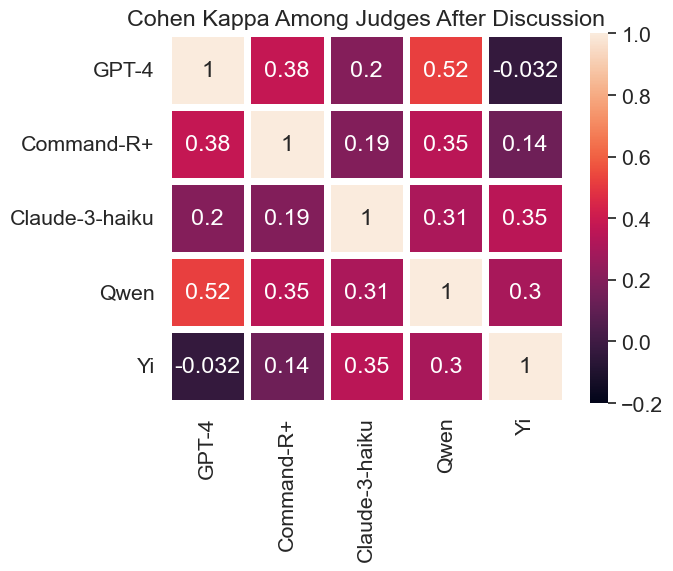 Cohen Kappa Among Judges After Discussion
GPT-4 1 0.38 0.2 0.52 -0.032
Command-R+ 0.38 1 0.19 0.35 0.14
Claude-3-haiku 0.2 0.19 1 0.31 0.35
Qwen 0.52 0.35 0.31 1 0.3
Yi -0.032 0.14 0.35 0.3 1
GPT-4
Command-R+
Claude-3-haiku
Qwen
Yi
1.0
0.8
0.6
0.4
0.2
0.0
−0.2